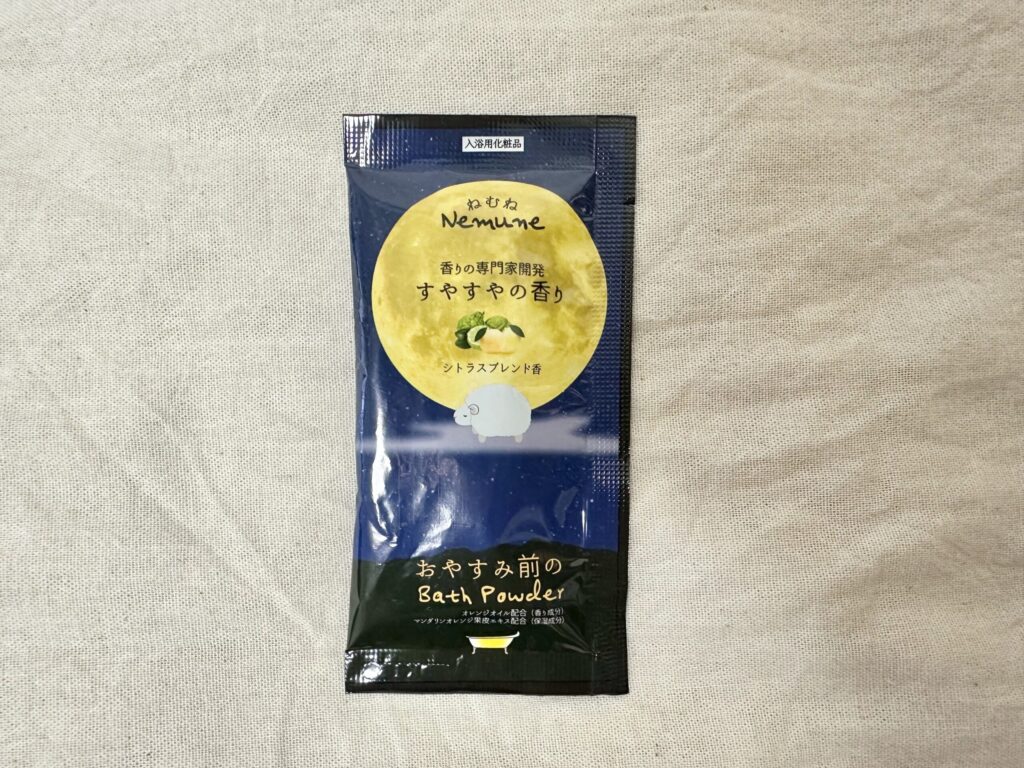 入浴用化粧品
ねむね
Nemune
香りの専門家開発
すやすやの香り
シトラスブレンド香
おやすみ前の
Bath Powder
オレンジオイル配合（香り成分）
マンダリンオレンジ果皮エキス配合（保湿成分）